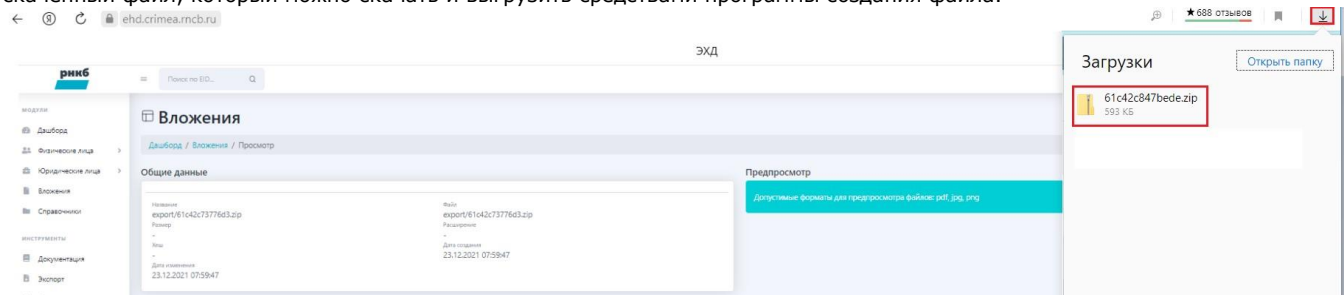 скаченный файл, который можно скачать и выгрузить средствами программы создания файла.
ehd.crimea.rncb.ru
★ 688 отзывов
ЭХД
рнкб
Поиск по EID...
Загрузки
Открыть папку
61c42c847bede.zip
593 КБ
МОДЕЛИ
Дашборд
Физические лица
Юридические лица
Вложения
Справочники
ИНСТРУМЕНТЫ
Документация
Экспорт
Вложения
Дашборд / Вложения / Просмотр
Общие данные
Название
export/61c42c73776d3.zip
Размер
-
Хеш
-
Дата изменения
23.12.2021 07:59:47
Файл
export/61c42c73776d3.zip
Расширение
-
Дата создания
23.12.2021 07:59:47
Предпросмотр
Допустимые форматы для предпросмотра файлов: pdf, jpg, png